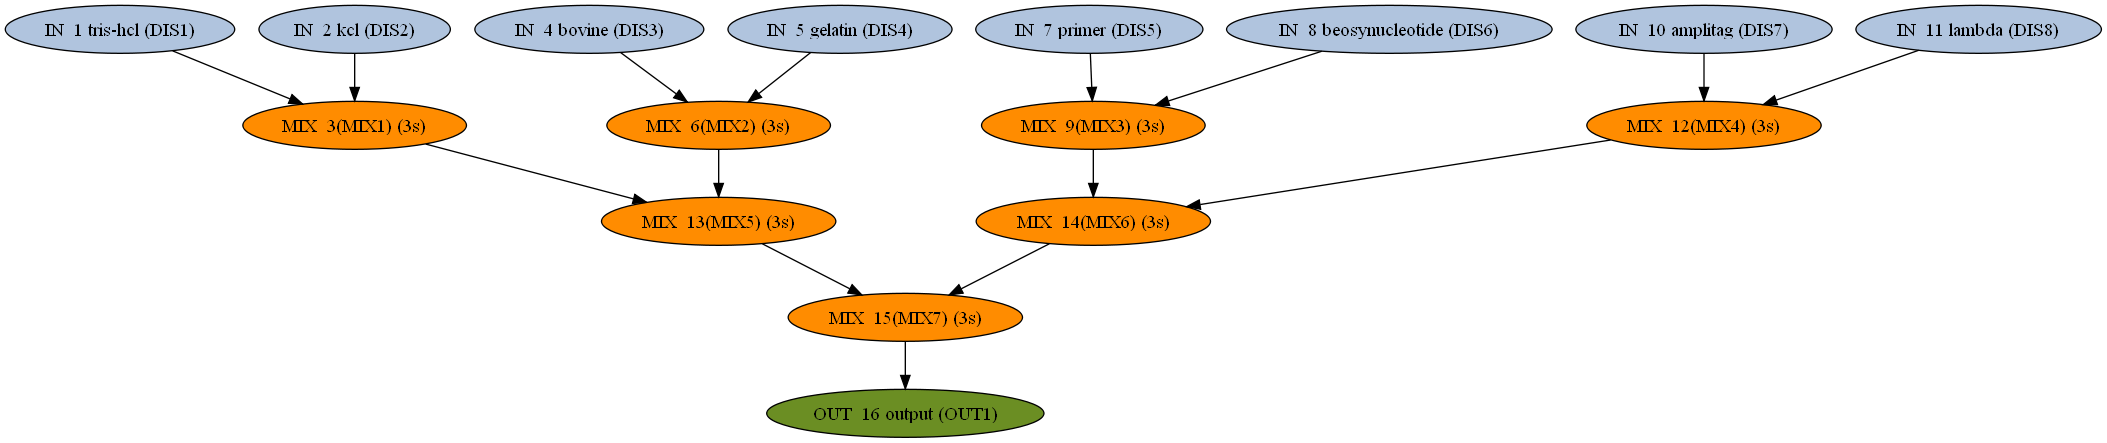 IN 1 tris-hcl (DIS1)
IN 2 kcl (DIS2)
IN 4 bovine (DIS3)
IN 5 gelatin (DIS4)
IN 7 primer (DIS5)
IN 8 beosynucleotide (DIS6)
IN 10 amplitag (DIS7)
IN 11 lambda (DIS8)
MIX 3(MIX1) (3s)
MIX 6(MIX2) (3s)
MIX 9(MIX3) (3s)
MIX 12(MIX4) (3s)
MIX 13(MIX5) (3s)
MIX 14(MIX6) (3s)
MIX 15(MIX7) (3s)
OUT 16 output (OUT1)